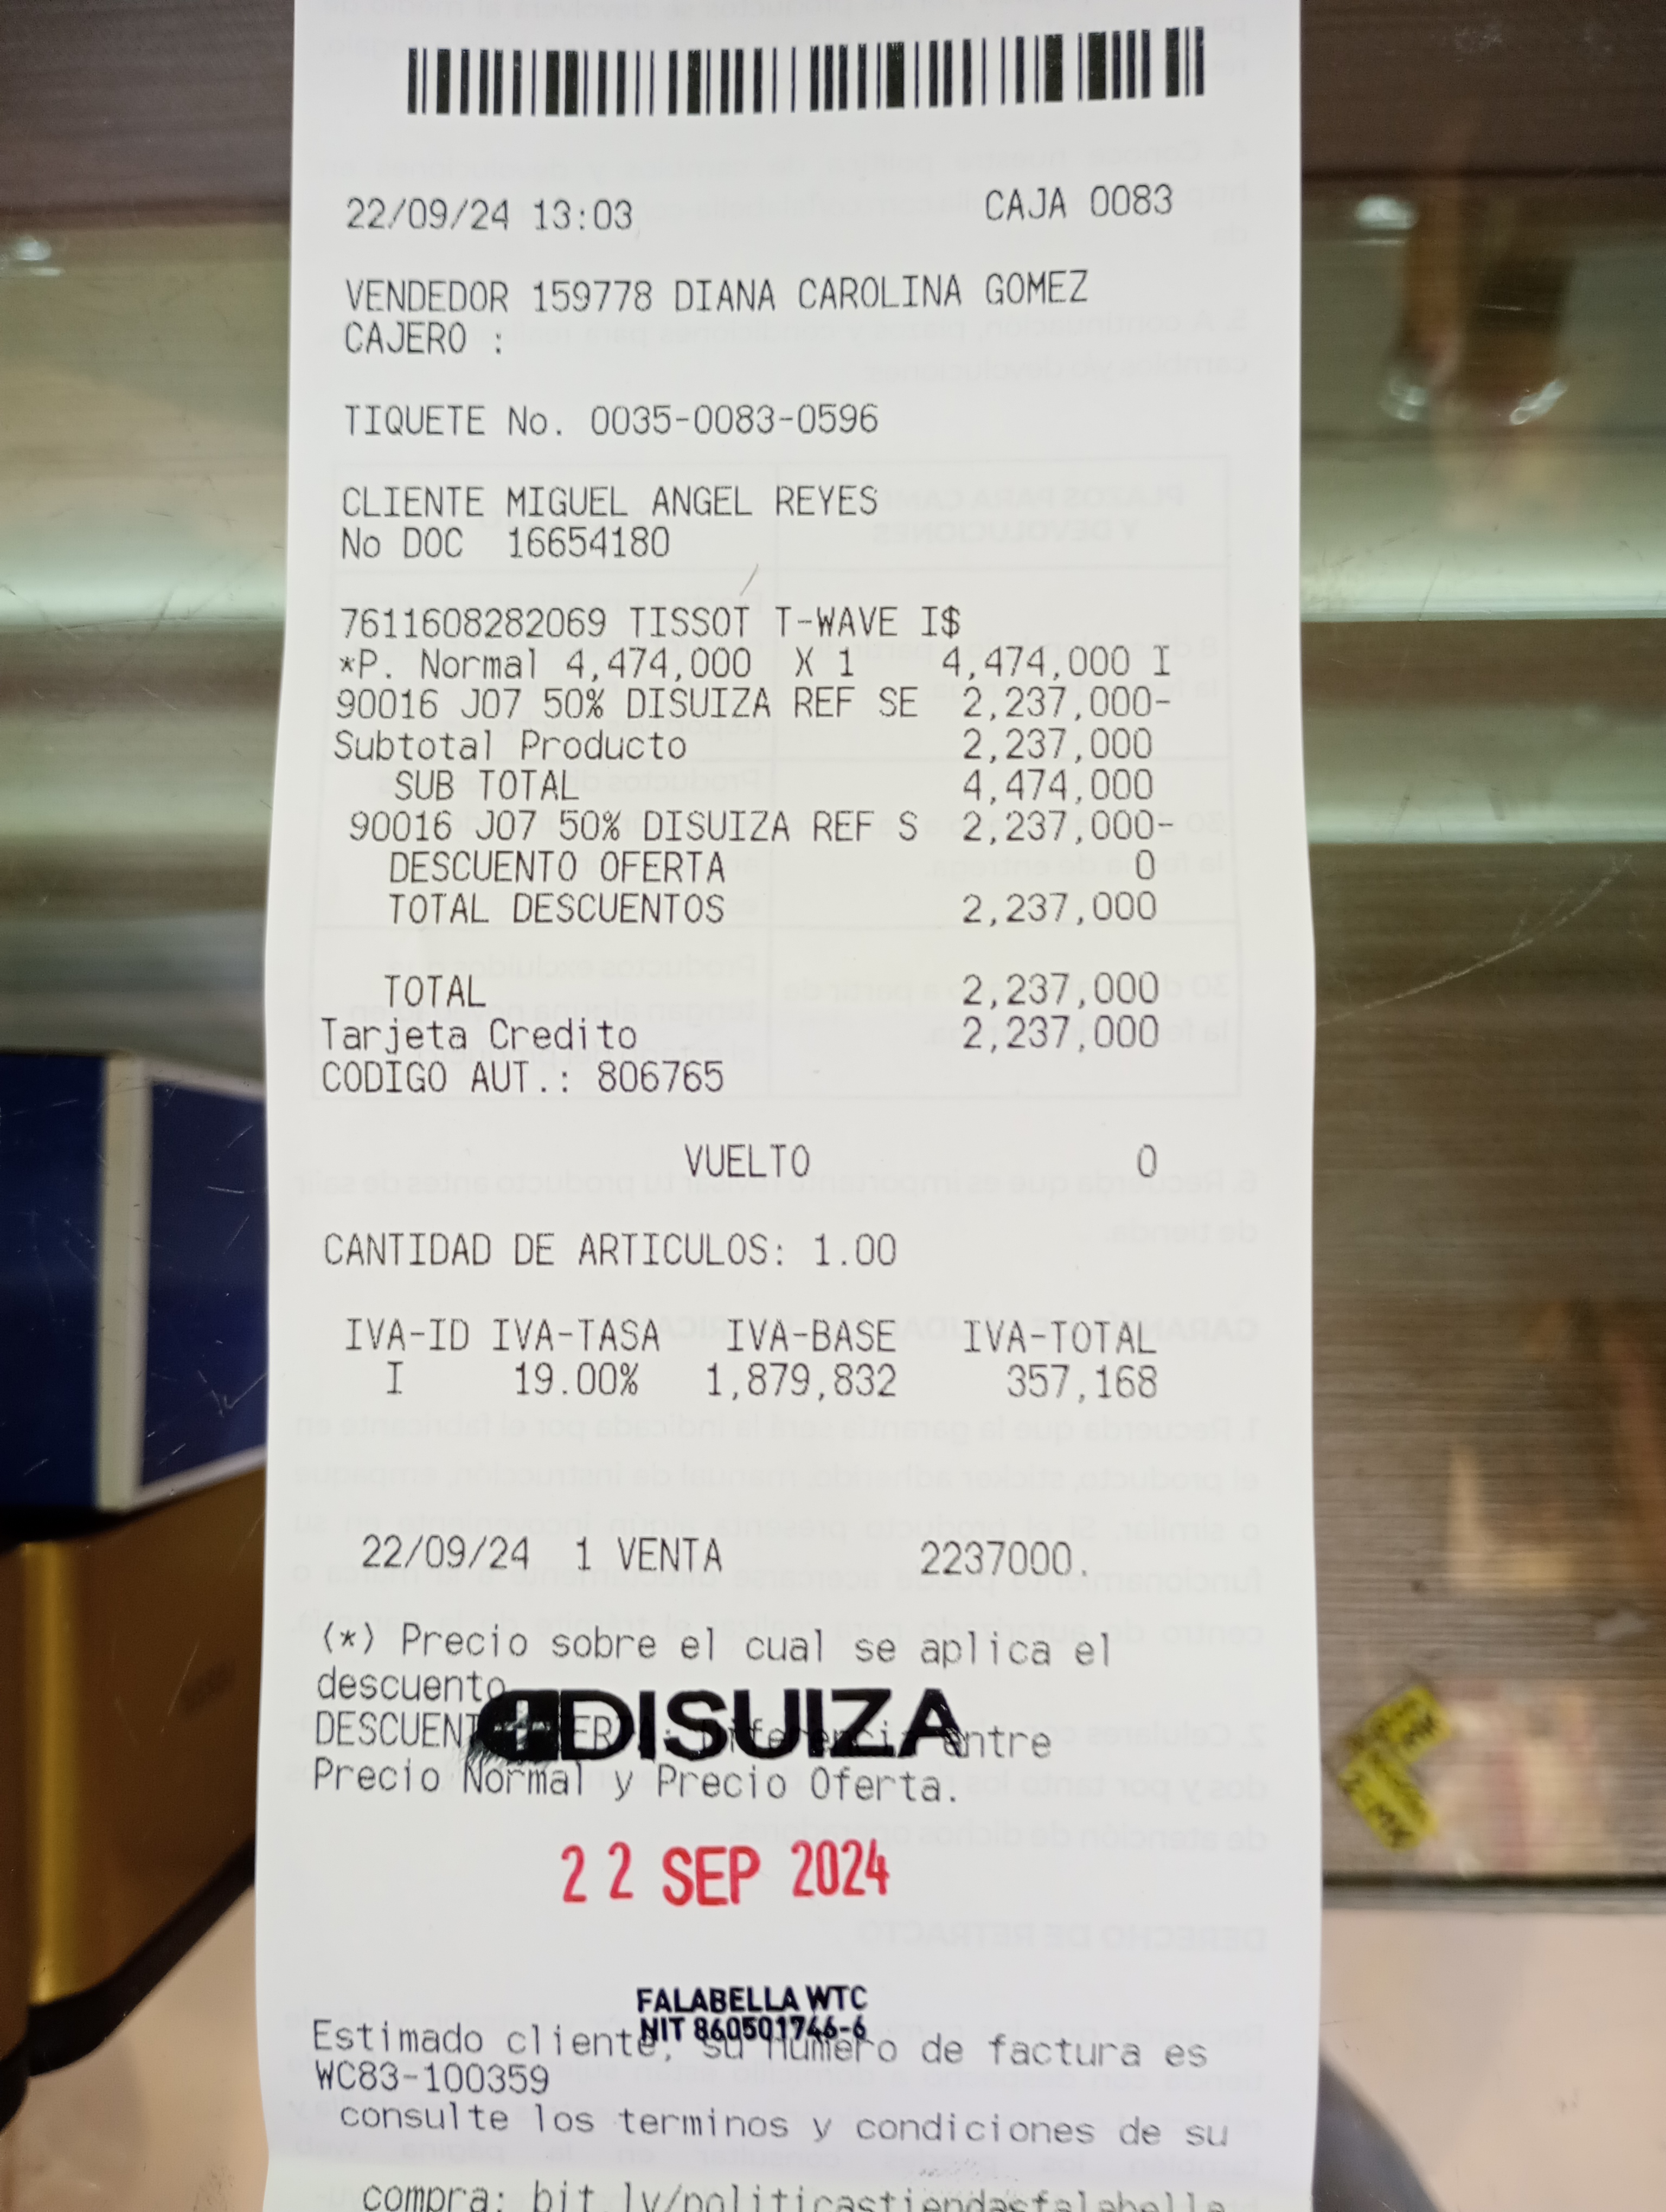 22/09/24 13:03 CAJA 0083
VENDEDOR 159778 DIANA CAROLINA GOMEZ
CAJERO :
TIQUETE No. 0035-0083-0596
CLIENTE MIGUEL ANGEL REYES
No DOC 16654180
7611608282069 TISSOT T-WAVE I$
*P. Normal 4,474,000 X 1 4,474,000 I
90016 J07 50% DISUIZA REF SE 2,237,000-
Subtotal Producto 2,237,000
SUB TOTAL 4,474,000
90016 J07 50% DISUIZA REF S 2,237,000-
DESCUENTO OFERTA 0
TOTAL DESCUENTOS 2,237,000
TOTAL 2,237,000
Tarjeta Credito 2,237,000
CODIGO AUT.: 806765
VUELTO 0
CANTIDAD DE ARTICULOS: 1.00
IVA-ID IVA-TASA IVA-BASE IVA-TOTAL
I 19.00% 1,879,832 357,168
22/09/24 1 VENTA 2237000.
(*) Precio sobre el cual se aplica el
descuento
DISUIZA
DESCUENTO OFERTA: Diferencia entre
Precio Normal y Precio Oferta.
22 SEP 2024
FALABELLA WTC
NIT 860501746-6
Estimado cliente, su numero de factura es
WC83-100359
consulte los terminos y condiciones de su
compra: bit.ly/politicastiendasfalabella